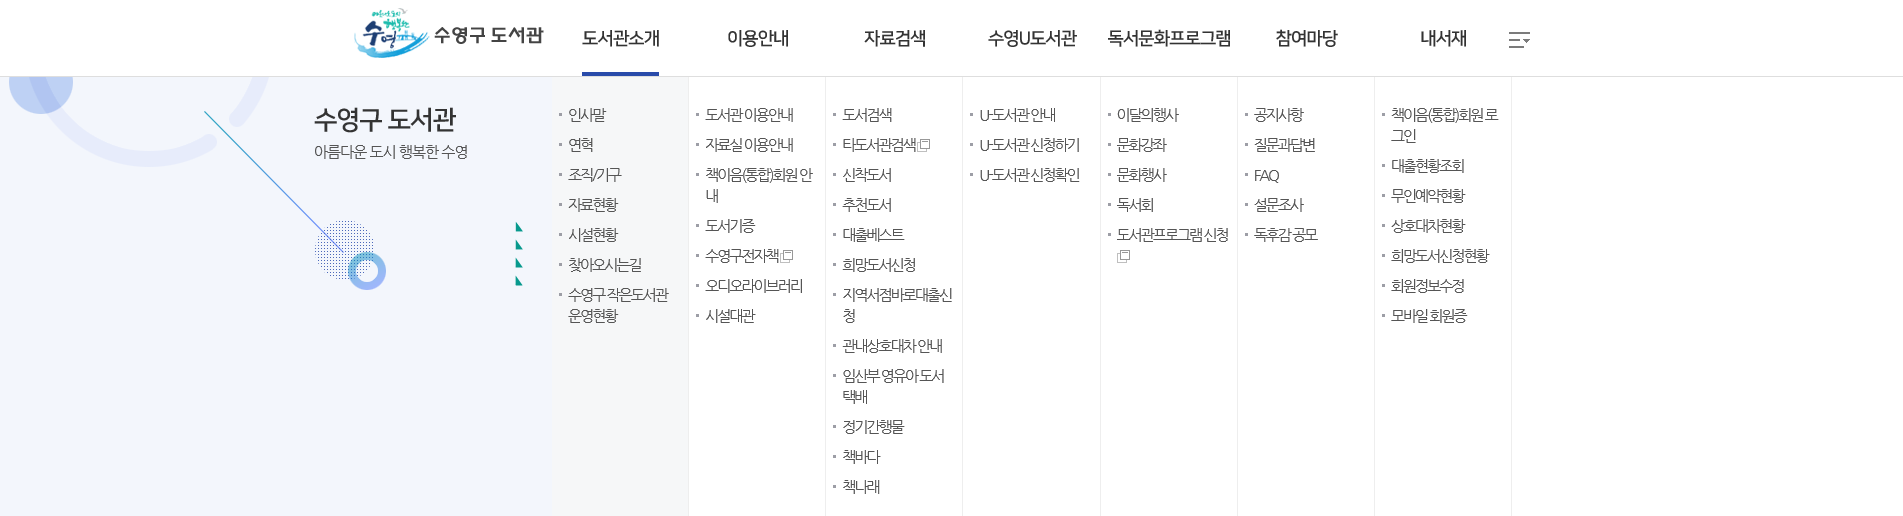 아름다운 도시
행복한
수영
수영구 도서관
도서관소개
이용안내
자료검색
수영U도서관
독서문화프로그램
참여마당
내서재
수영구 도서관
아름다운 도시 행복한 수영
인사말
연혁
조직/기구
자료현황
시설현황
찾아오시는길
수영구 작은도서관
운영현황
도서관 이용안내
자료실 이용안내
책이음(통합)회원 안
내
도서기증
수영구전자책
오디오라이브러리
시설대관
도서검색
타도서관검색
신착도서
추천도서
대출베스트
희망도서신청
지역서점바로대출신
청
관내상호대차 안내
임산부 영유아 도서
택배
정기간행물
책바다
책나래
U-도서관 안내
U-도서관 신청하기
U-도서관 신청확인
이달의행사
문화강좌
문화행사
독서회
도서관프로그램 신청
공지사항
질문과답변
FAQ
설문조사
독후감 공모
책이음(통합)회원 로
그인
대출현황조회
무인예약현황
상호대차현황
희망도서신청현황
회원정보수정
모바일 회원증